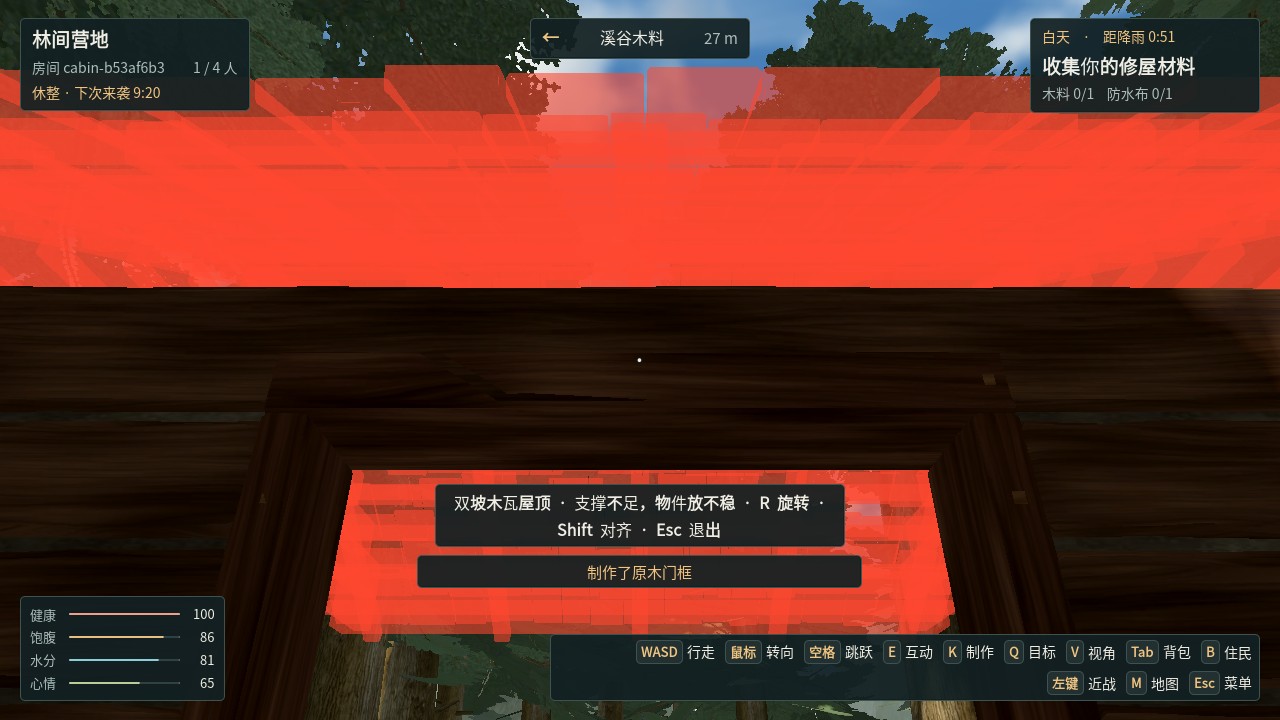 林间营地
房间 cabin-b53af6b3 1 / 4 人
休整 · 下次来袭 9:20
← 溪谷木料 27 m
白天 · 距降雨 0:51
收集你的修屋材料
木料 0/1 防水布 0/1
双坡木瓦屋顶 · 支撑不足，物件放不稳 · R 旋转 ·
Shift 对齐 · Esc 退出
制作了原木门框
健康 100
饱腹 86
水分 81
心情 65
WASD 行走 鼠标 转向 空格 跳跃 E 互动 K 制作 Q 目标 V 视角 Tab 背包 B 住民
左键 近战 M 地图 Esc 菜单